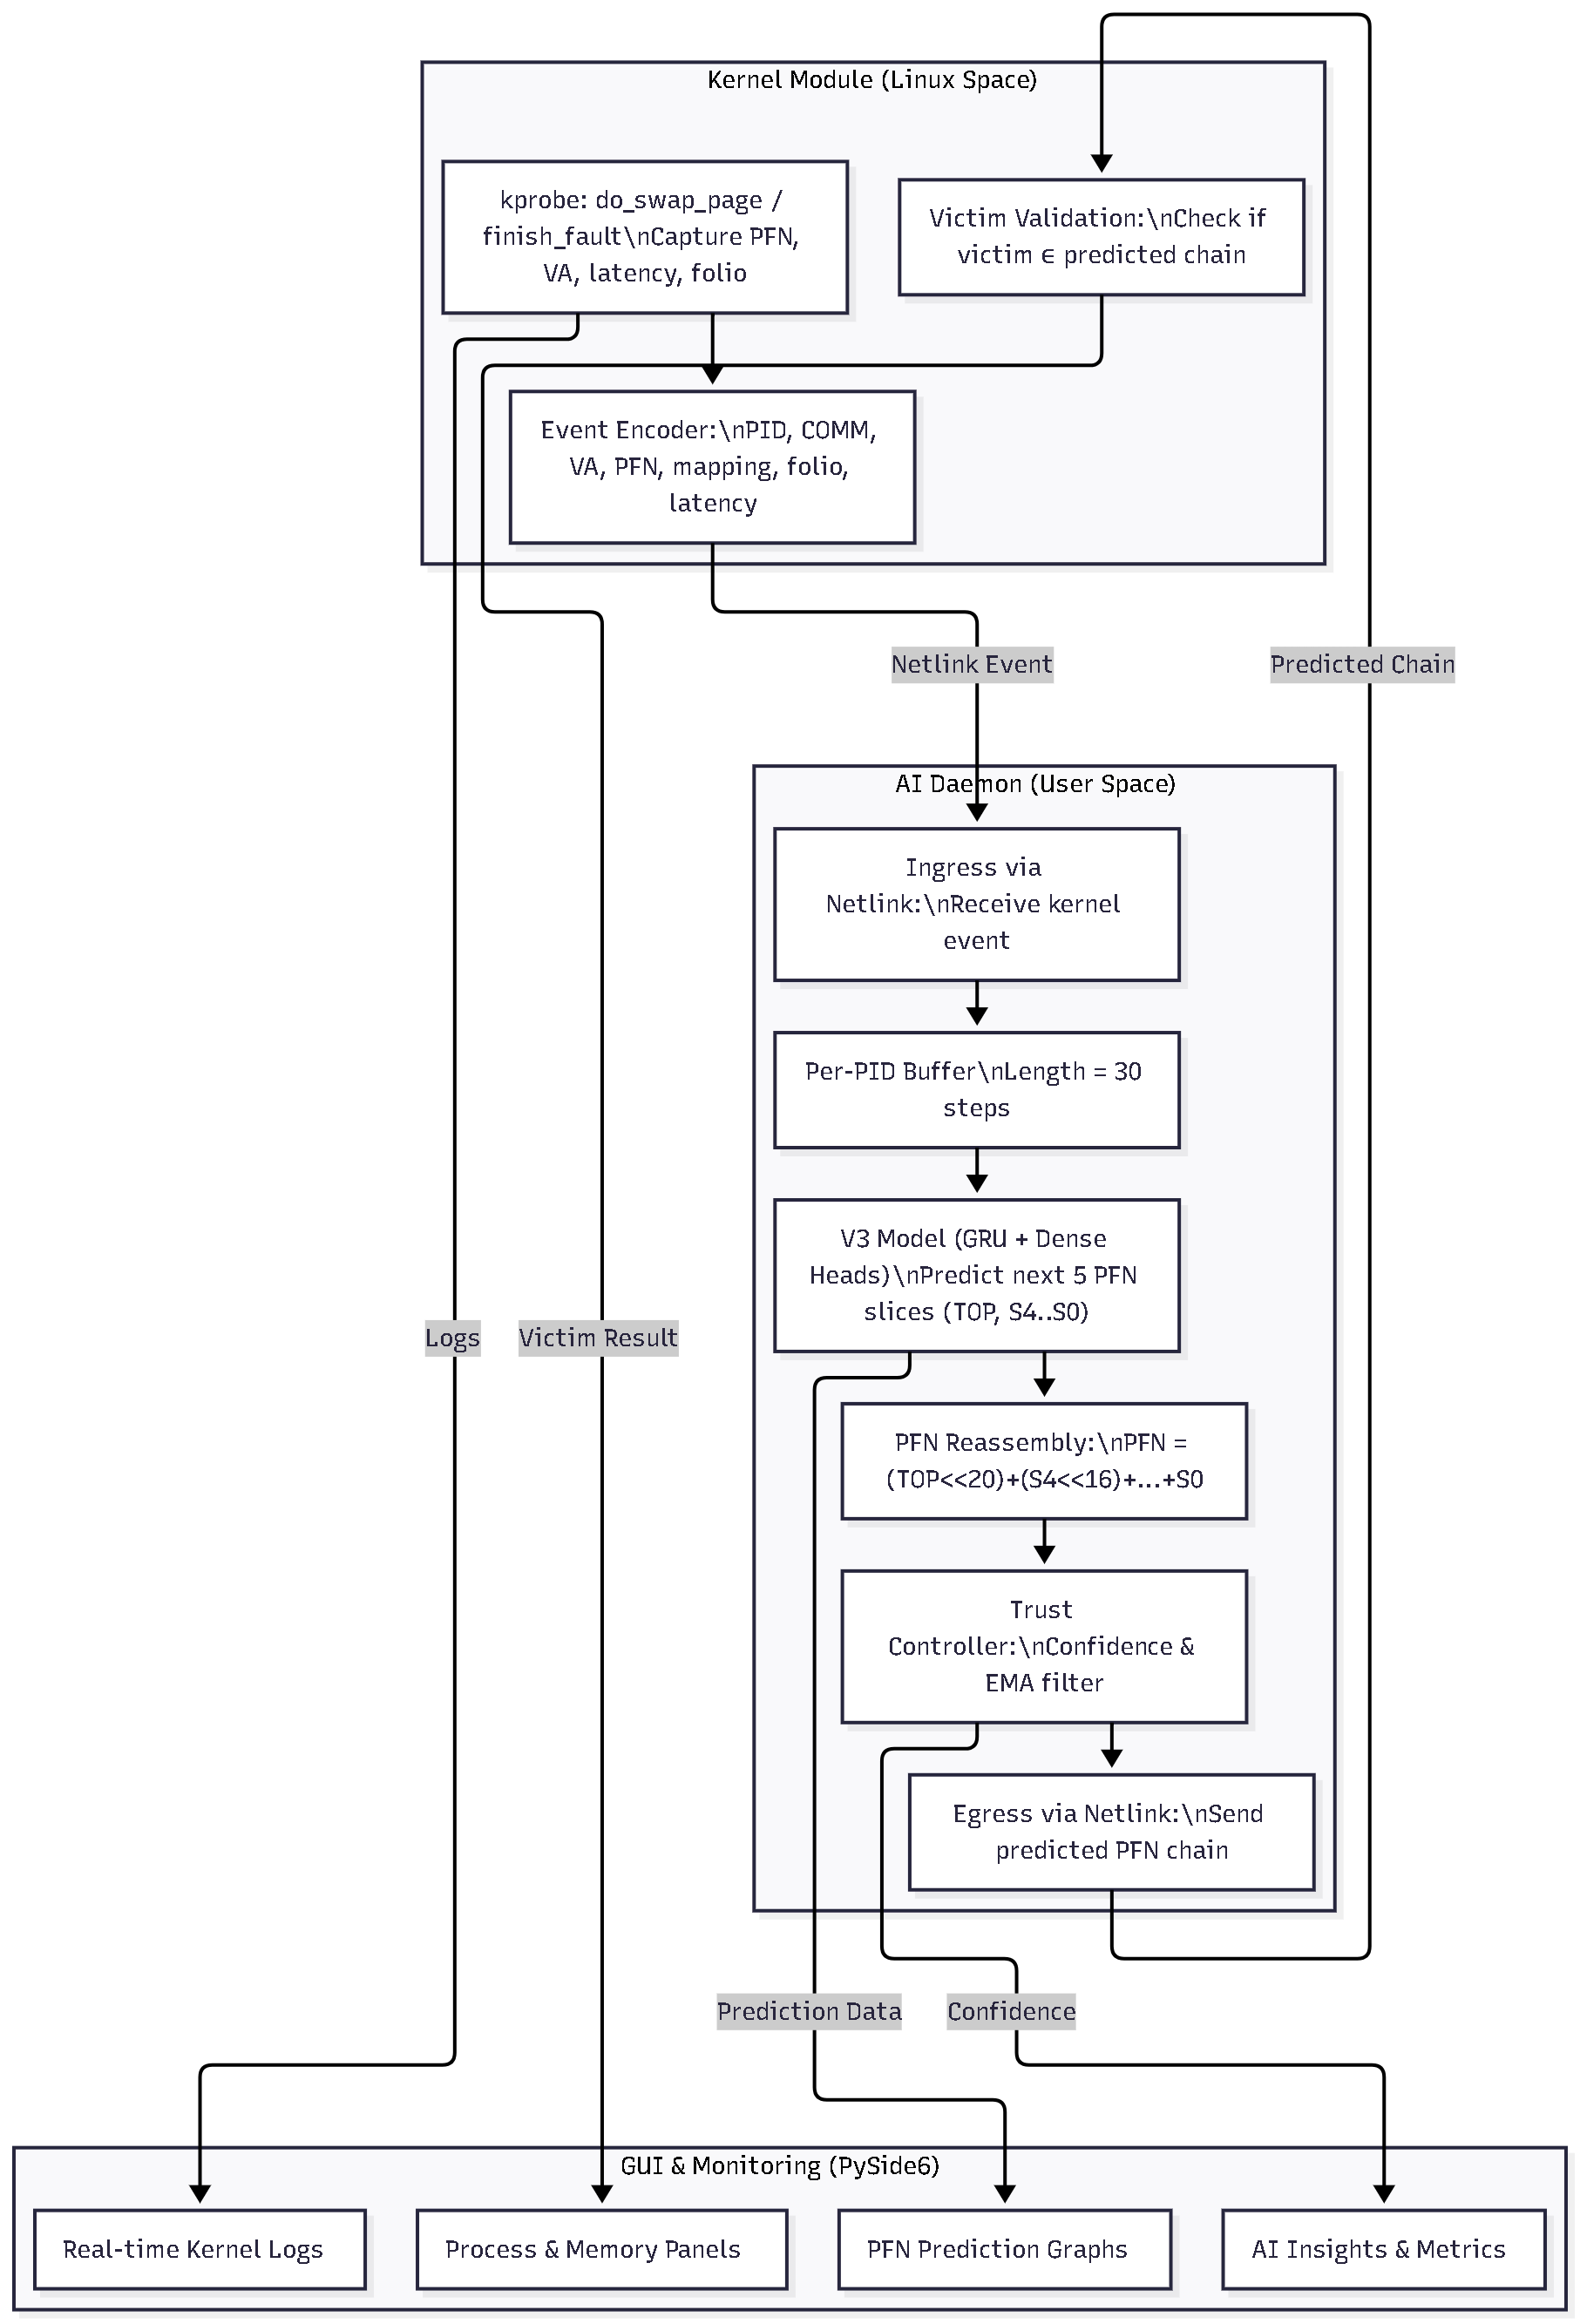 Kernel Module (Linux Space)
kprobe: do_swap_page /
finish_fault\nCapture PFN,
VA, latency, folio
Victim Validation:\nCheck if
victim ∈ predicted chain
Event Encoder:\nPID, COMM,
VA, PFN, mapping, folio,
latency
Netlink Event
Predicted Chain
AI Daemon (User Space)
Ingress via
Netlink:\nReceive kernel
event
Per-PID Buffer\nLength = 30
steps
V3 Model (GRU + Dense
Heads)\nPredict next 5 PFN
slices (TOP, S4..S0)
Logs
Victim Result
PFN Reassembly:\nPFN =
(TOP<<20)+(S4<<16)+...+S0
Trust
Controller:\nConfidence &
EMA filter
Egress via Netlink:\nSend
predicted PFN chain
Prediction Data
Confidence
GUI & Monitoring (PySide6)
Real-time Kernel Logs
Process & Memory Panels
PFN Prediction Graphs
AI Insights & Metrics